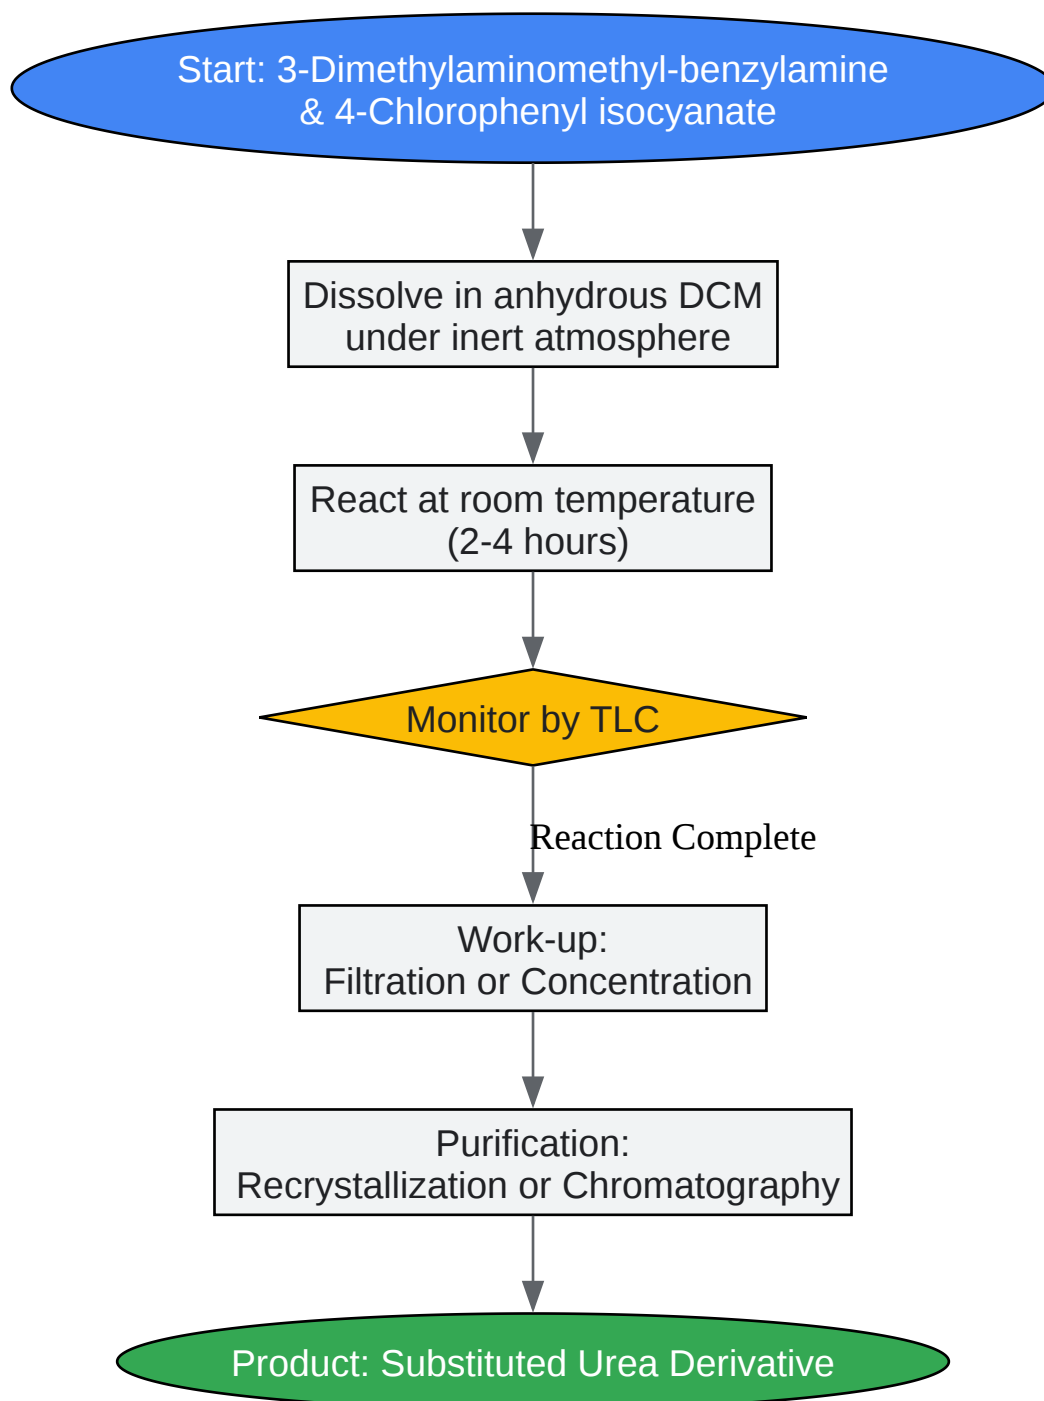 Start: 3-Dimethylaminomethyl-benzylamine
& 4-Chlorophenyl isocyanate
Dissolve in anhydrous DCM
under inert atmosphere
React at room temperature
(2-4 hours)
Monitor by TLC
Reaction Complete
Work-up:
Filtration or Concentration
Purification:
Recrystallization or Chromatography
Product: Substituted Urea Derivative